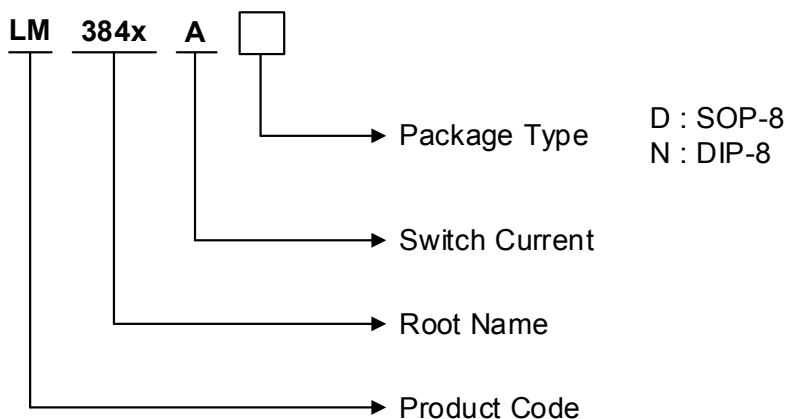 LM 384x A
Package Type
D : SOP-8
N : DIP-8
Switch Current
Root Name
Product Code